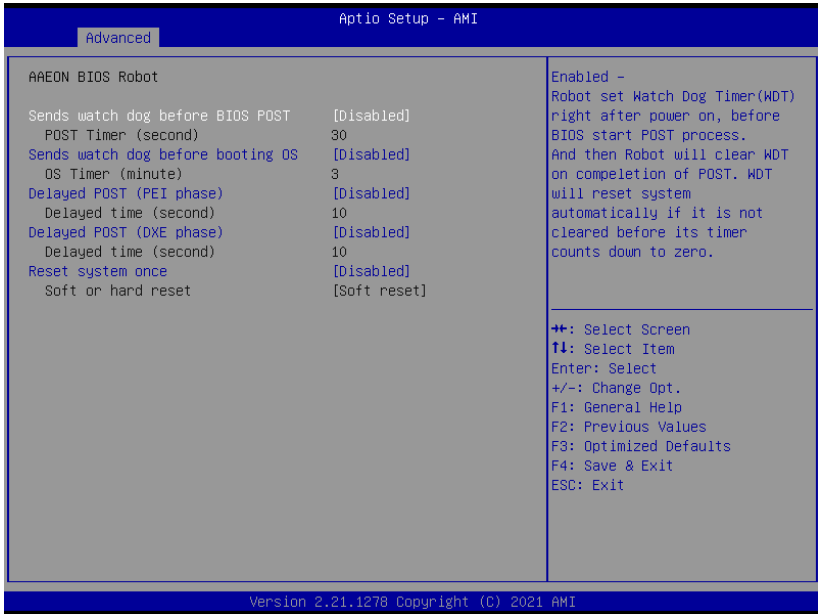 Aptio Setup – AMI
Advanced
AAEON BIOS Robot
Sends watch dog before BIOS POST [Disabled]
POST Timer (second) 30
Sends watch dog before booting OS [Disabled]
OS Timer (minute) 3
Delayed POST (PEI phase) [Disabled]
Delayed time (second) 10
Delayed POST (DXE phase) [Disabled]
Delayed time (second) 10
Reset system once [Disabled]
Soft or hard reset [Soft reset]
Enabled –
Robot set Watch Dog Timer(WDT)
right after power on, before
BIOS start POST process.
And then Robot will clear WDT
on compeletion of POST. WDT
will reset system
automatically if it is not
cleared before its timer
counts down to zero.
→←: Select Screen
↑↓: Select Item
Enter: Select
+/-: Change Opt.
F1: General Help
F2: Previous Values
F3: Optimized Defaults
F4: Save & Exit
ESC: Exit
Version 2.21.1278 Copyright (C) 2021 AMI